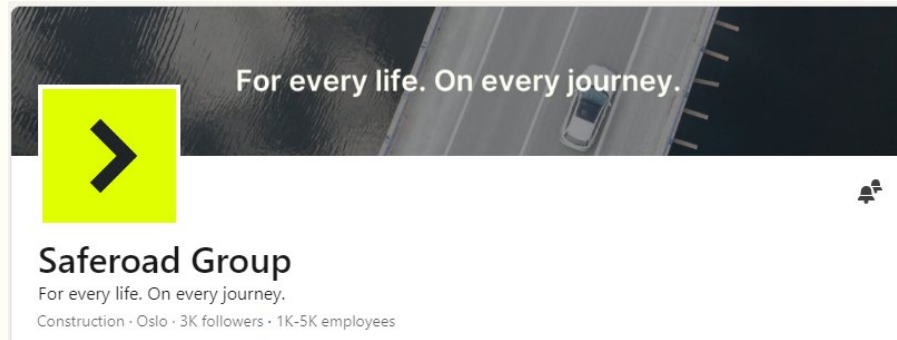 For every life. On every journey.
Saferoad Group
For every life. On every journey.
Construction · Oslo · 3K followers · 1K-5K employees